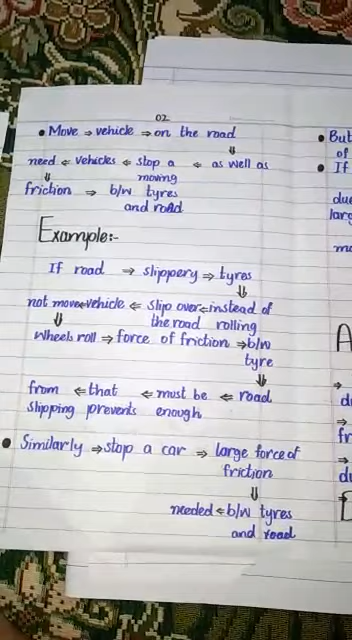 02
• Move ⇒ vehicle ⇒ on the road
⇓
need ⇐ vehicles ⇐ stop a ⇐ as well as
⇓ moving
friction ⇒ b/w tyres
and road
Example:-
If road ⇒ slippery ⇒ tyres
⇓
not move⇐vehicle ⇐ slip over⇐instead of
⇓ the road rolling
Wheels roll ⇒ force of friction ⇒b/w
tyre
⇓
from ⇐that ⇐must be ⇐ road
slipping prevents enough
• Similarly ⇒stop a car ⇒ large force of
friction
⇓
needed⇐b/w tyres
and road
• But
of
• If
due
larg
A
⇒
d
⇒
fr
⇒
du
⇒